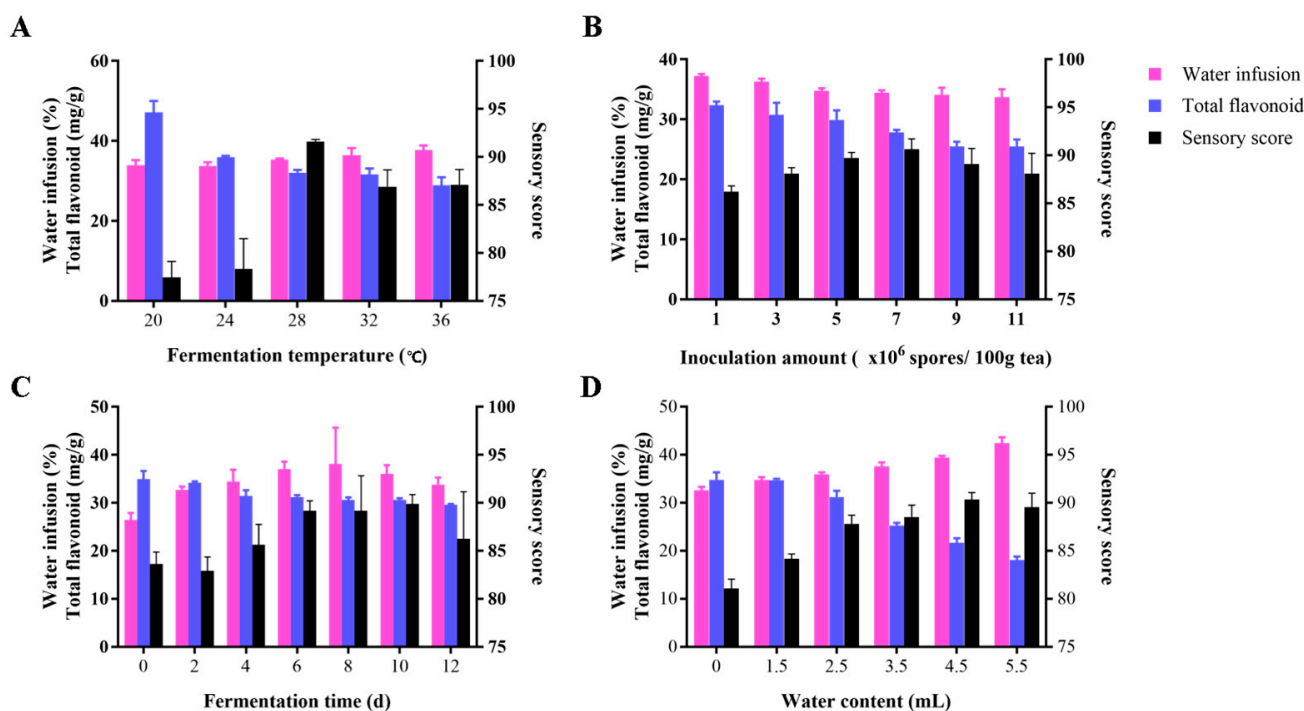 A
Water infusion (%)
Total flavonoid (mg/g)
60
40
20
0
100
95
90
85
80
75
Sensory score
20 24 28 32 36
Fermentation temperature (℃)
B
Water infusion (%)
Total flavonoid (mg/g)
40
30
20
10
0
100
95
90
85
80
75
Sensory score
1 3 5 7 9 11
Inoculation amount ( x10⁶ spores/ 100g tea)
Water infusion
Total flavonoid
Sensory score
C
Water infusion (%)
Total flavonoid (mg/g)
50
40
30
20
10
0
100
95
90
85
80
75
Sensory score
0 2 4 6 8 10 12
Fermentation time (d)
D
Water infusion (%)
Total flavonoid (mg/g)
50
40
30
20
10
0
100
95
90
85
80
75
Sensory score
0 1.5 2.5 3.5 4.5 5.5
Water content (mL)